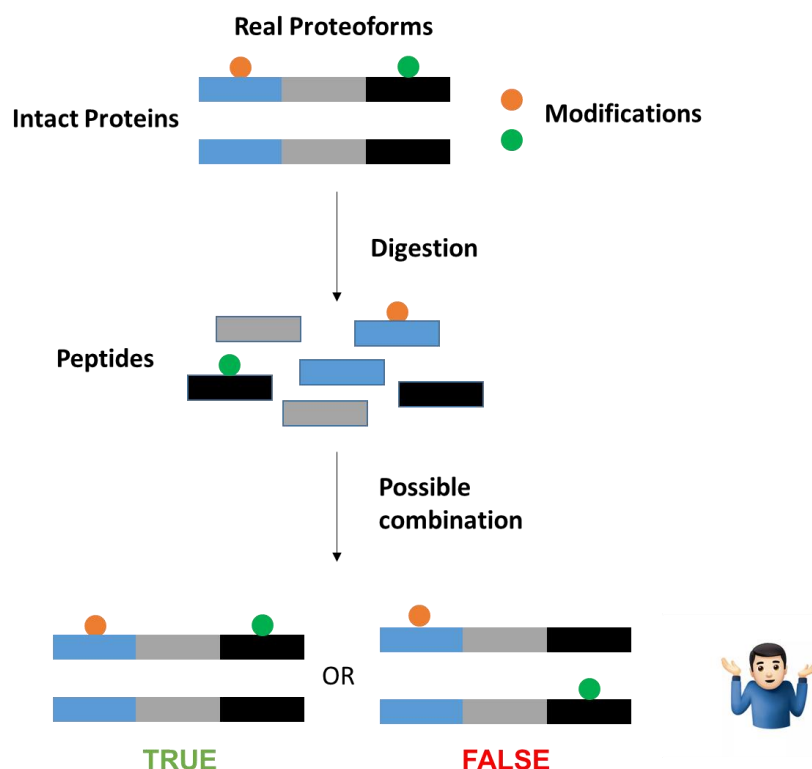 Real Proteoforms
Intact Proteins
Modifications
Digestion
Peptides
Possible
combination
OR
TRUE
FALSE